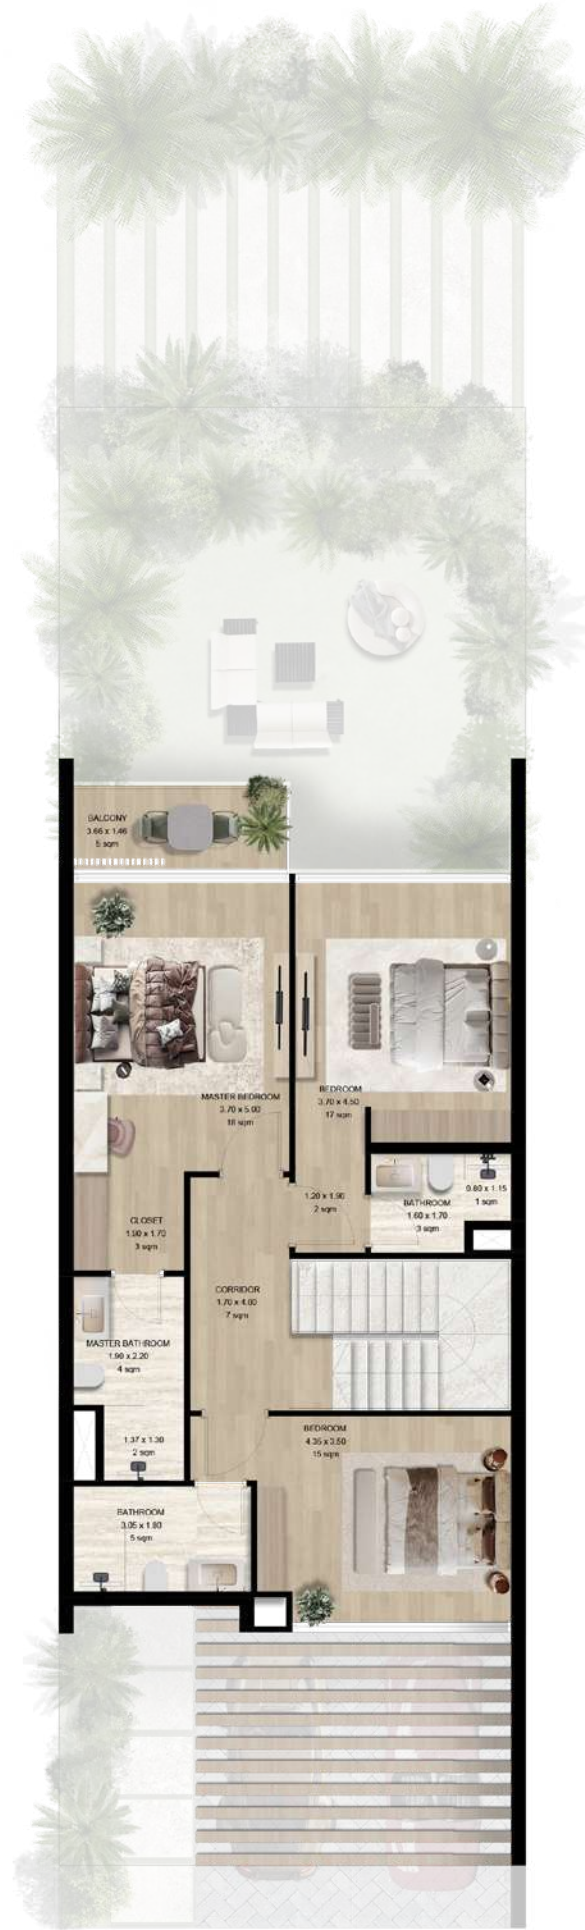 BALCONY
3.66 x 1.46
5 sqm
MASTER BEDROOM
3.70 x 5.00
18 sqm
BEDROOM
3.70 x 4.50
17 sqm
1.20 x 1.90
2 sqm
BATHROOM
1.60 x 1.70
3 sqm
0.80 x 1.15
1 sqm
CLOSET
1.90 x 1.70
3 sqm
CORRIDOR
1.70 x 4.00
7 sqm
MASTER BATHROOM
1.90 x 2.20
4 sqm
1.37 x 1.30
2 sqm
BEDROOM
4.35 x 3.50
15 sqm
BATHROOM
3.05 x 1.80
5 sqm